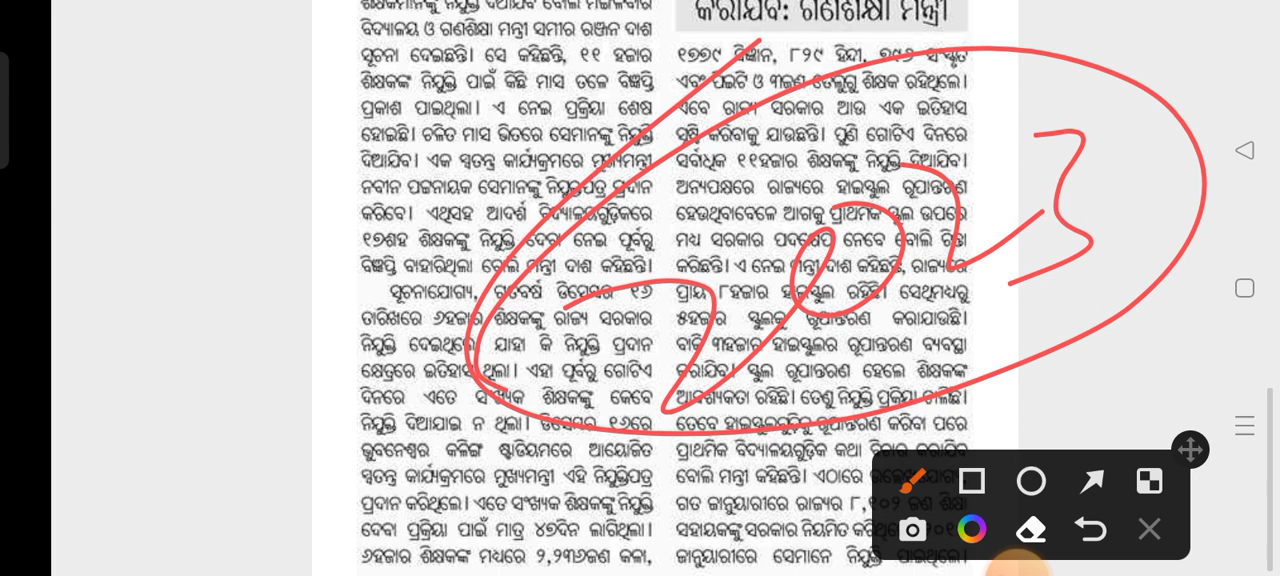 ଶିକ୍ଷକମାନଙ୍କୁ ନିଯୁକ୍ତି ଦିଆଯିବ ବୋଲି ମଙ୍ଗଳବାର
ବିଦ୍ୟାଳୟ ଓ ଗଣଶିକ୍ଷା ମନ୍ତ୍ରୀ ସମୀର ରଞ୍ଜନ ଦାଶ
ସୂଚନା ଦେଇଛନ୍ତି। ସେ କହିଛନ୍ତି, ୧୧ ହଜାର
ଶିକ୍ଷକଙ୍କ ନିଯୁକ୍ତି ପାଇଁ କିଛି ମାସ ତଳେ ବିଜ୍ଞପ୍ତି
ପ୍ରକାଶ ପାଇଥିଲା। ଏ ନେଇ ପ୍ରକ୍ରିୟା ଶେଷ
ହୋଇଛି। ଚଳିତ ମାସ ଭିତରେ ସେମାନଙ୍କୁ ନିଯୁକ୍ତି
ଦିଆଯିବ। ଏକ ସ୍ୱତନ୍ତ୍ର କାର୍ଯ୍ୟକ୍ରମରେ ମୁଖ୍ୟମନ୍ତ୍ରୀ
ନବୀନ ପଟ୍ଟନାୟକ ସେମାନଙ୍କୁ ନିଯୁକ୍ତିପତ୍ର ପ୍ରଦାନ
କରିବେ। ଏଥିସହ ଆଦର୍ଶ ବିଦ୍ୟାଳୟଗୁଡ଼ିକରେ
୧୭ଶହ ଶିକ୍ଷକଙ୍କୁ ନିଯୁକ୍ତି ଦେବା ନେଇ ପୂର୍ବରୁ
ବିଜ୍ଞପ୍ତି ବାହାରିଥିଲା ବୋଲି ମନ୍ତ୍ରୀ ଦାଶ କହିଛନ୍ତି।
ସୂଚନାଯୋଗ୍ୟ, ଗତବର୍ଷ ଡିସେମ୍ବର ୧୬
ତାରିଖରେ ୬ହଜାର ଶିକ୍ଷକଙ୍କୁ ରାଜ୍ୟ ସରକାର
ନିଯୁକ୍ତି ଦେଇଥିଲେ। ଯାହା କି ନିଯୁକ୍ତି ପ୍ରଦାନ
କ୍ଷେତ୍ରରେ ଇତିହାସ ଥିଲା। ଏହା ପୂର୍ବରୁ ଗୋଟିଏ
ଦିନରେ ଏତେ ସଂଖ୍ୟକ ଶିକ୍ଷକଙ୍କୁ କେବେ
ନିଯୁକ୍ତି ଦିଆଯାଇ ନ ଥିଲା। ଡିସେମ୍ବର ୧୬ରେ
ଭୁବନେଶ୍ୱର କଳିଙ୍ଗ ଷ୍ଟାଡିୟମରେ ଆୟୋଜିତ
ସ୍ୱତନ୍ତ୍ର କାର୍ଯ୍ୟକ୍ରମରେ ମୁଖ୍ୟମନ୍ତ୍ରୀ ଏହି ନିଯୁକ୍ତିପତ୍ର
ପ୍ରଦାନ କରିଥିଲେ। ଏତେ ସଂଖ୍ୟକ ଶିକ୍ଷକଙ୍କୁ ନିଯୁକ୍ତି
ଦେବା ପ୍ରକ୍ରିୟା ପାଇଁ ମାତ୍ର ୪୭ଦିନ ଲାଗିଥିଲା।
୬ହଜାର ଶିକ୍ଷକଙ୍କ ମଧ୍ୟରେ ୨,୨୩୬ଜଣ କଳା,
କରାଯିବ: ଗଣଶିକ୍ଷା ମନ୍ତ୍ରୀ
୧୭୭୯ ବିଜ୍ଞାନ, ୮୨୯ ହିନ୍ଦୀ, ୭୯୬ ସଂସ୍କୃତ
ଏବଂ ପିଇଟି ଓ ୩ଜଣ ତେଲୁଗୁ ଶିକ୍ଷକ ରହିଥିଲେ।
ଏବେ ରାଜ୍ୟ ସରକାର ଆଉ ଏକ ଇତିହାସ
ସୃଷ୍ଟି କରିବାକୁ ଯାଉଛନ୍ତି। ପୁଣି ଗୋଟିଏ ଦିନରେ
ସର୍ବାଧିକ ୧୧ହଜାର ଶିକ୍ଷକଙ୍କୁ ନିଯୁକ୍ତି ଦିଆଯିବ।
ଅନ୍ୟପକ୍ଷରେ ରାଜ୍ୟରେ ହାଇସ୍କୁଲ ରୂପାନ୍ତରଣ
ହେଉଥିବାବେଳେ ଆଗକୁ ପ୍ରାଥମିକ ସ୍କୁଲ ଉପରେ
ମଧ୍ୟ ସରକାର ପଦକ୍ଷେପ ନେବେ ବୋଲି ଚିନ୍ତା
କରିଛନ୍ତି। ଏ ନେଇ ମନ୍ତ୍ରୀ ଦାଶ କହିଛନ୍ତି, ରାଜ୍ୟରେ
ପ୍ରାୟ ୮ହଜାର ହାଇସ୍କୁଲ ରହିଛି। ସେଥିମଧ୍ୟରୁ
୫ହଜାର ସ୍କୁଲକୁ ରୂପାନ୍ତରଣ କରାଯାଉଛି।
ବାକି ୩ହଜାର ହାଇସ୍କୁଲର ରୂପାନ୍ତରଣ ବ୍ୟବସ୍ଥା
କରାଯିବ। ସ୍କୁଲ ରୂପାନ୍ତରଣ ହେଲେ ଶିକ୍ଷକଙ୍କ
ଆବଶ୍ୟକତା ରହିଛି। ତେଣୁ ନିଯୁକ୍ତି ପ୍ରକ୍ରିୟା ଚାଲିଛି।
ତେବେ ହାଇସ୍କୁଲଗୁଡ଼ିକୁ ରୂପାନ୍ତରଣ କରିବା ପରେ
ପ୍ରାଥମିକ ବିଦ୍ୟାଳୟଗୁଡ଼ିକ କଥା ବିଚାର କରାଯିବ
ବୋଲି ମନ୍ତ୍ରୀ କହିଛନ୍ତି। ଏଠାରେ ଉଲ୍ଲେଖଯୋଗ୍ୟ,
ଗତ ଜାନୁୟାରୀରେ ରାଜ୍ୟର ୮,୧୦୨ ଜଣ ଶିକ୍ଷା
ସହାୟକଙ୍କୁ ସରକାର ନିୟମିତ
ଜାନୁୟାରୀରେ ସେମାନେ ନିଯୁକ୍ତି ପାଇଥିଲେ।
2023